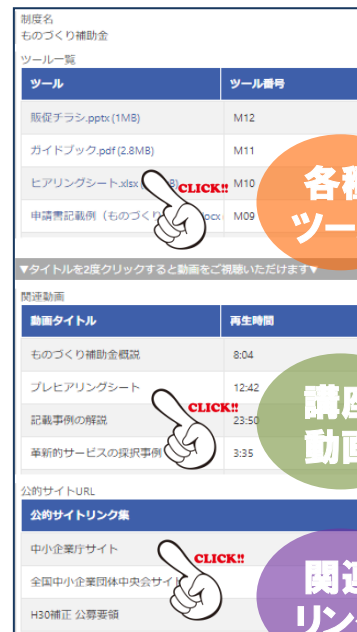 制度名
ものづくり補助金
ツール一覧
ツール ツール番号
販促チラシ.pptx (1MB) M12
ガイドブック.pdf (2.8MB) M11
ヒアリングシート.xlsx M10
CLICK!!
申請書記載例（ものづくり M09
各種
ツー
▼タイトルを2度クリックすると動画をご視聴いただけます▼
関連動画
動画タイトル 再生時間
ものづくり補助金概説 8:04
プレヒアリングシート 12:42
CLICK!!
記載事例の解説 23:50
革新的サービスの採択事例 3:35
講座
動画
公的サイトURL
公的サイトリンク集
中小企業庁サイト
CLICK!!
全国中小企業団体中央会サイト
H30補正 公募要領
関連
リン